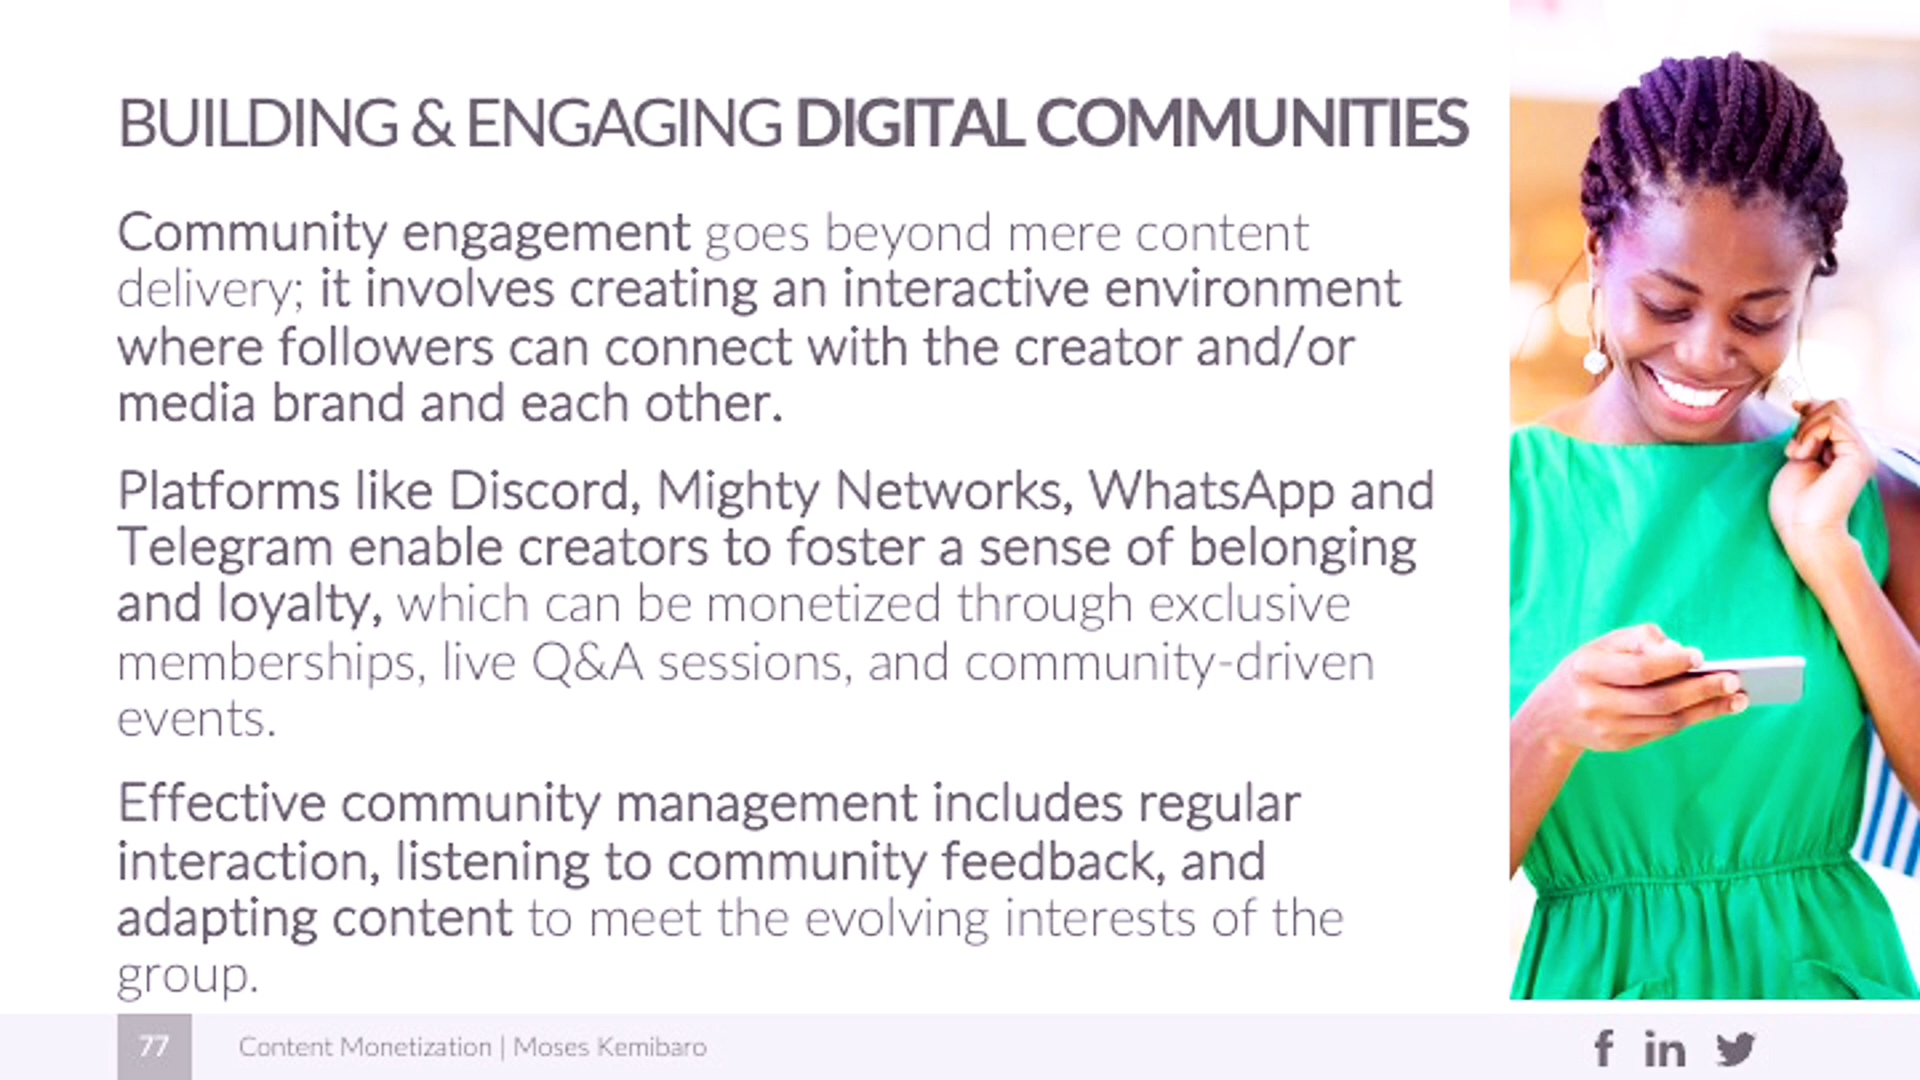 BUILDING & ENGAGING DIGITAL COMMUNITIES
Community engagement goes beyond mere content
delivery; it involves creating an interactive environment
where followers can connect with the creator and/or
media brand and each other.
Platforms like Discord, Mighty Networks, WhatsApp and
Telegram enable creators to foster a sense of belonging
and loyalty, which can be monetized through exclusive
memberships, live Q&A sessions, and community-driven
events.
Effective community management includes regular
interaction, listening to community feedback, and
adapting content to meet the evolving interests of the
group.
77 Content Monetization | Moses Kemibaro f in